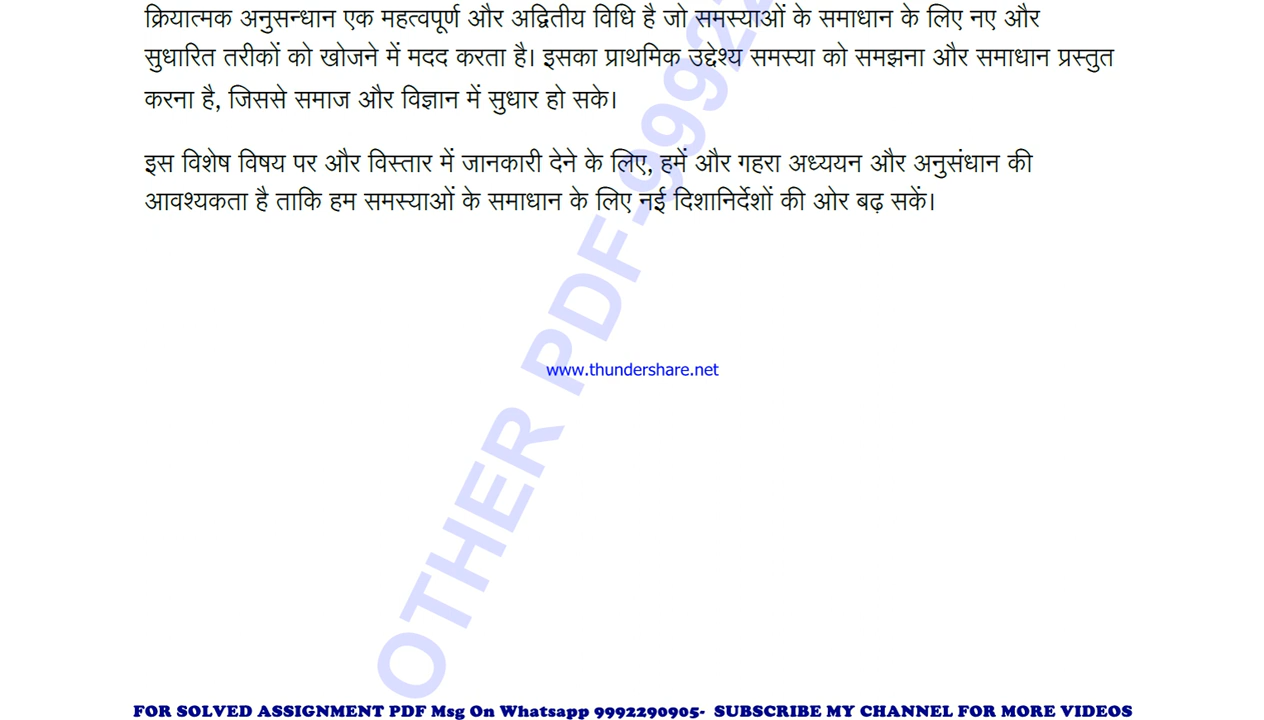 क्रियात्मक अनुसन्धान एक महत्वपूर्ण और अद्वितीय विधि है जो समस्याओं के समाधान के लिए नए और
सुधारित तरीकों को खोजने में मदद करता है। इसका प्राथमिक उद्देश्य समस्या को समझना और समाधान प्रस्तुत
करना है, जिससे समाज और विज्ञान में सुधार हो सके।
इस विशेष विषय पर और विस्तार में जानकारी देने के लिए, हमें और गहरा अध्ययन और अनुसंधान की
आवश्यकता है ताकि हम समस्याओं के समाधान के लिए नई दिशानिर्देशों की ओर बढ़ सकें।
OTHER PDF-99922
www.thundershare.net
FOR SOLVED ASSIGNMENT PDF Msg On Whatsapp 9992290905- SUBSCRIBE MY CHANNEL FOR MORE VIDEOS